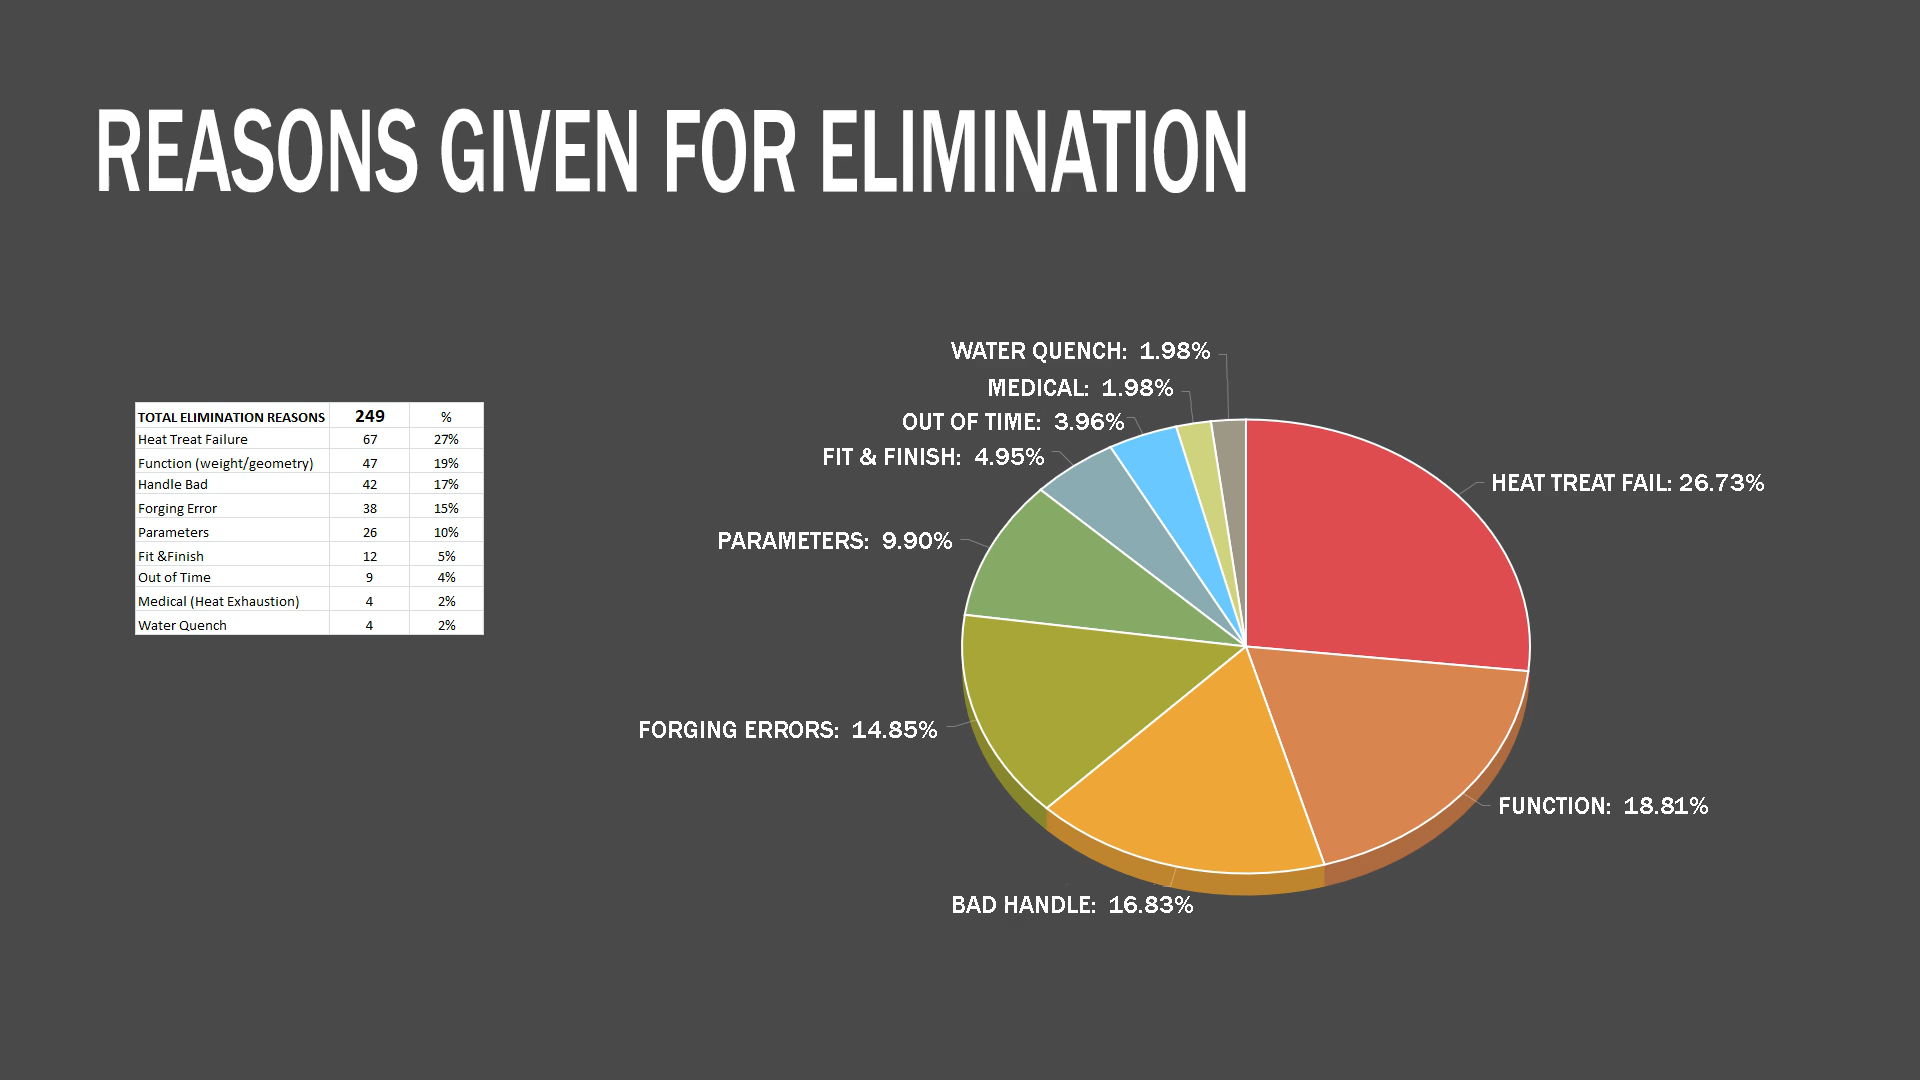 REASONS GIVEN FOR ELIMINATION
TOTAL ELIMINATION REASONS 249 %
Heat Treat Failure 67 27%
Function (weight/geometry) 47 19%
Handle Bad 42 17%
Forging Error 38 15%
Parameters 26 10%
Fit &Finish 12 5%
Out of Time 9 4%
Medical (Heat Exhaustion) 4 2%
Water Quench 4 2%
WATER QUENCH: 1.98%
MEDICAL: 1.98%
OUT OF TIME: 3.96%
FIT & FINISH: 4.95%
HEAT TREAT FAIL: 26.73%
PARAMETERS: 9.90%
FORGING ERRORS: 14.85%
FUNCTION: 18.81%
BAD HANDLE: 16.83%